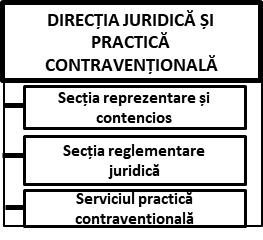 DIRECȚIA JURIDICĂ ȘI
PRACTICĂ
CONTRAVENȚIONALĂ
Secția reprezentare și
contencios
Secția reglementare
juridică
Serviciul practică
contravențională